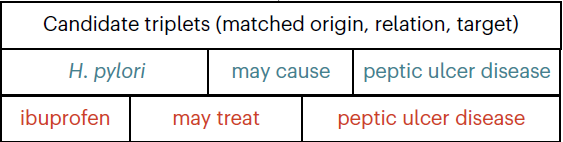 Candidate triplets (matched origin, relation, target)
H. pylori may cause peptic ulcer disease
ibuprofen may treat peptic ulcer disease